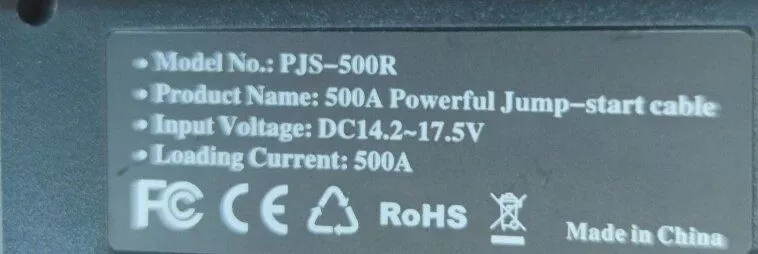 Model No.: PJS-500R
Product Name: 500A Powerful Jump-start cable
Input Voltage: DC14.2~17.5V
Loading Current: 500A
FC CE RoHS
Made in China